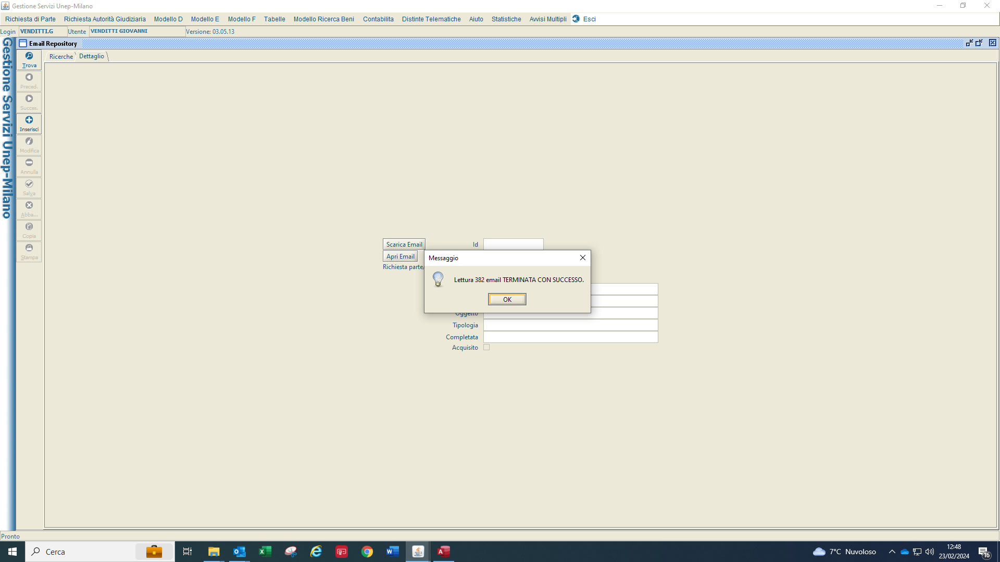 Gestione Servizi Unep-Milano
Richiesta di Parte Richiesta Autorità Giudiziaria Modello D Modello E Modello F Tabelle Modello Ricerca Beni Contabilita Distinte Telematiche Aiuto Statistiche Avvisi Multipli Esci
Login VENDITTI.G Utente VENDITTI GIOVANNI Versione: 03.05.13
Gestione Servizi Unep-Milano
Email Repository
Ricerche Dettaglio
Trova
Preced.
Succes.
Inserisci
Modifica
Annulla
Salva
Abba...
Copia
Stampa
Scarica Email Id
Apri Email
Richiesta parte/
Messaggio
Lettura 382 email TERMINATA CON SUCCESSO.
OK
Oggetto
Tipologia
Completata
Acquisito
Pronto
Cerca
7°C Nuvoloso
12:48
23/02/2024
16